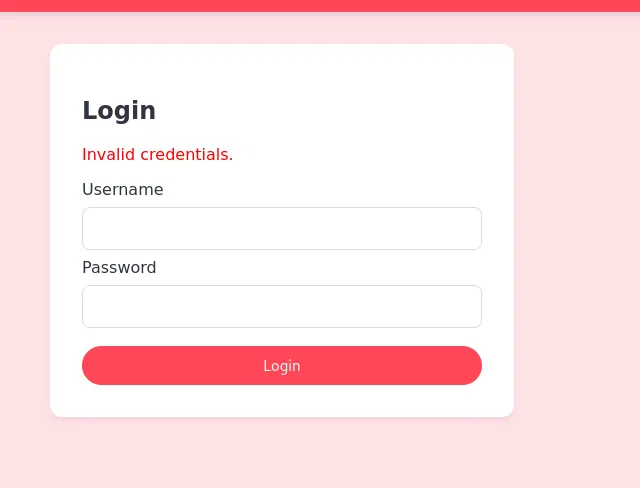 Login
Invalid credentials.
Username
Password
Login